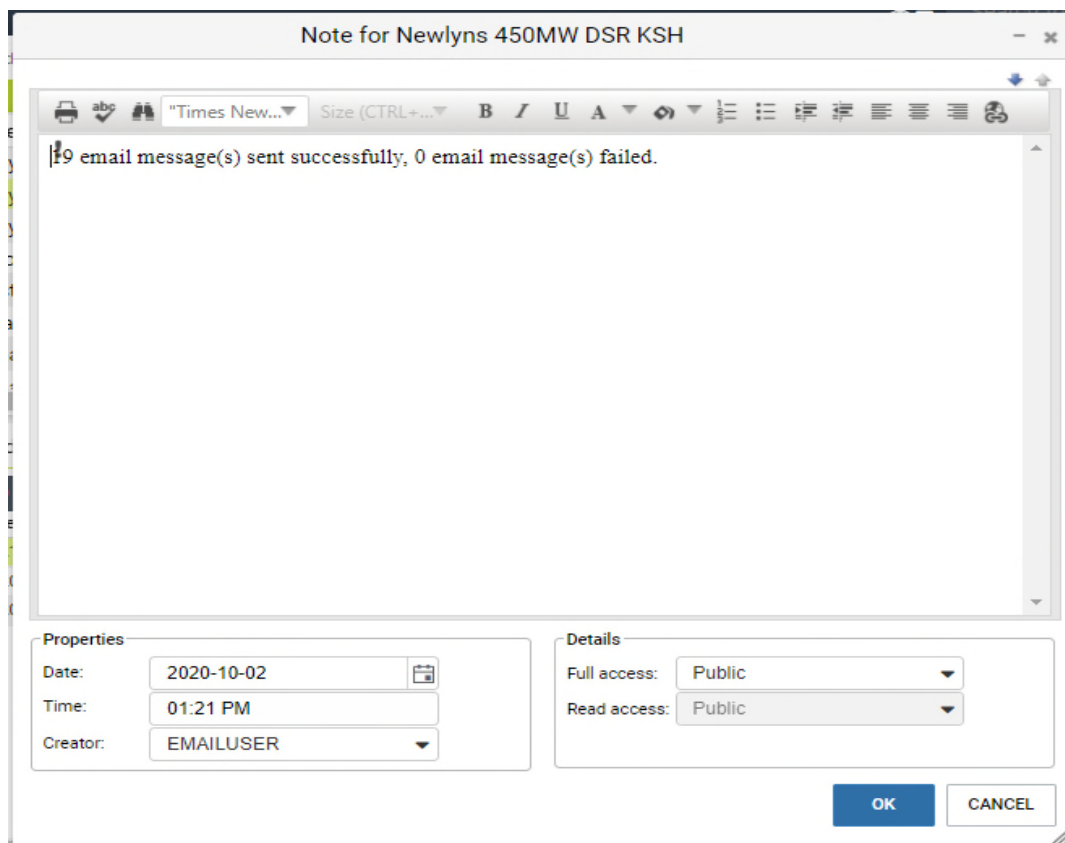 Note for Newlyns 450MW DSR KSH
abc "Times New... Size (CTRL+... B I U A
19 email message(s) sent successfully, 0 email message(s) failed.
Properties
Date: 2020-10-02
Time: 01:21 PM
Creator: EMAILUSER
Details
Full access: Public
Read access: Public
OK CANCEL